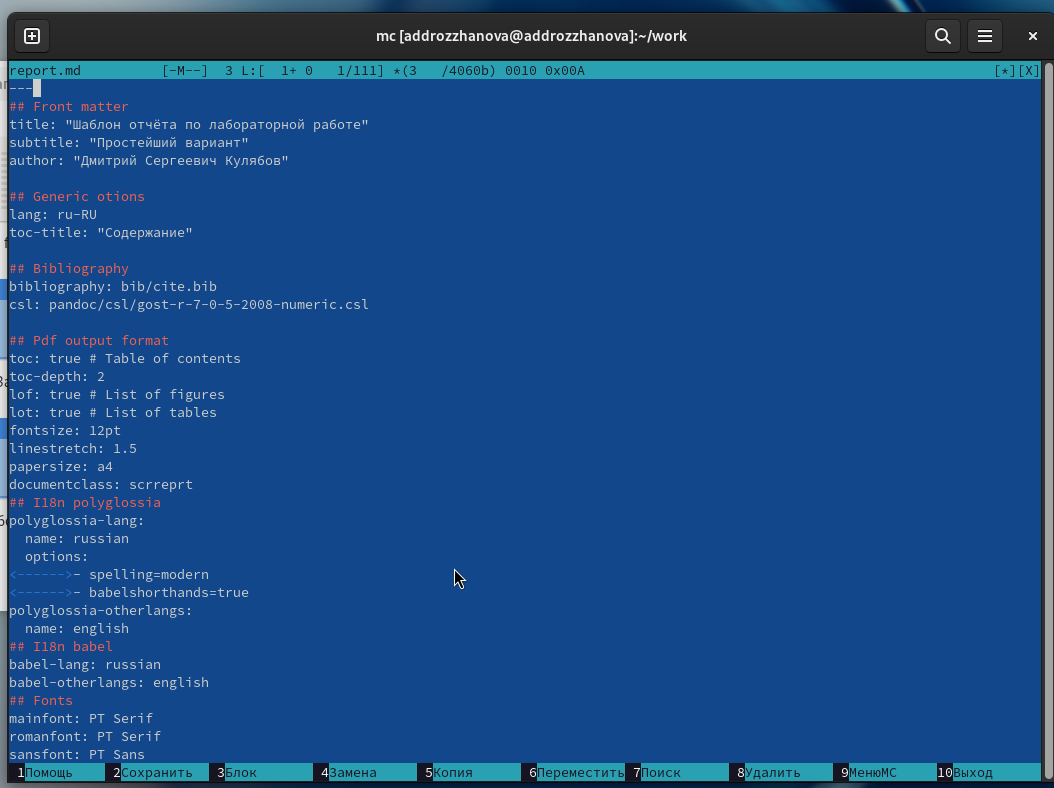 mc [addrozzhanova@addrozzhanova]:~/work
report.md [-M--] 3 L:[ 1+ 0 1/111] *(3 /4060b) 0010 0x00A [*][X]
---
## Front matter
title: "Шаблон отчёта по лабораторной работе"
subtitle: "Простейший вариант"
author: "Дмитрий Сергеевич Кулябов"
## Generic otions
lang: ru-RU
toc-title: "Содержание"
## Bibliography
bibliography: bib/cite.bib
csl: pandoc/csl/gost-r-7-0-5-2008-numeric.csl
## Pdf output format
toc: true # Table of contents
toc-depth: 2
lof: true # List of figures
lot: true # List of tables
fontsize: 12pt
linestretch: 1.5
papersize: a4
documentclass: scrreprt
## I18n polyglossia
polyglossia-lang:
  name: russian
  options:
<------>- spelling=modern
<------>- babelshorthands=true
polyglossia-otherlangs:
  name: english
## I18n babel
babel-lang: russian
babel-otherlangs: english
## Fonts
mainfont: PT Serif
romanfont: PT Serif
sansfont: PT Sans
1Помощь 2Сохранить 3Блок 4Замена 5Копия 6Переместить 7Поиск 8Удалить 9МенюМС 10Выход